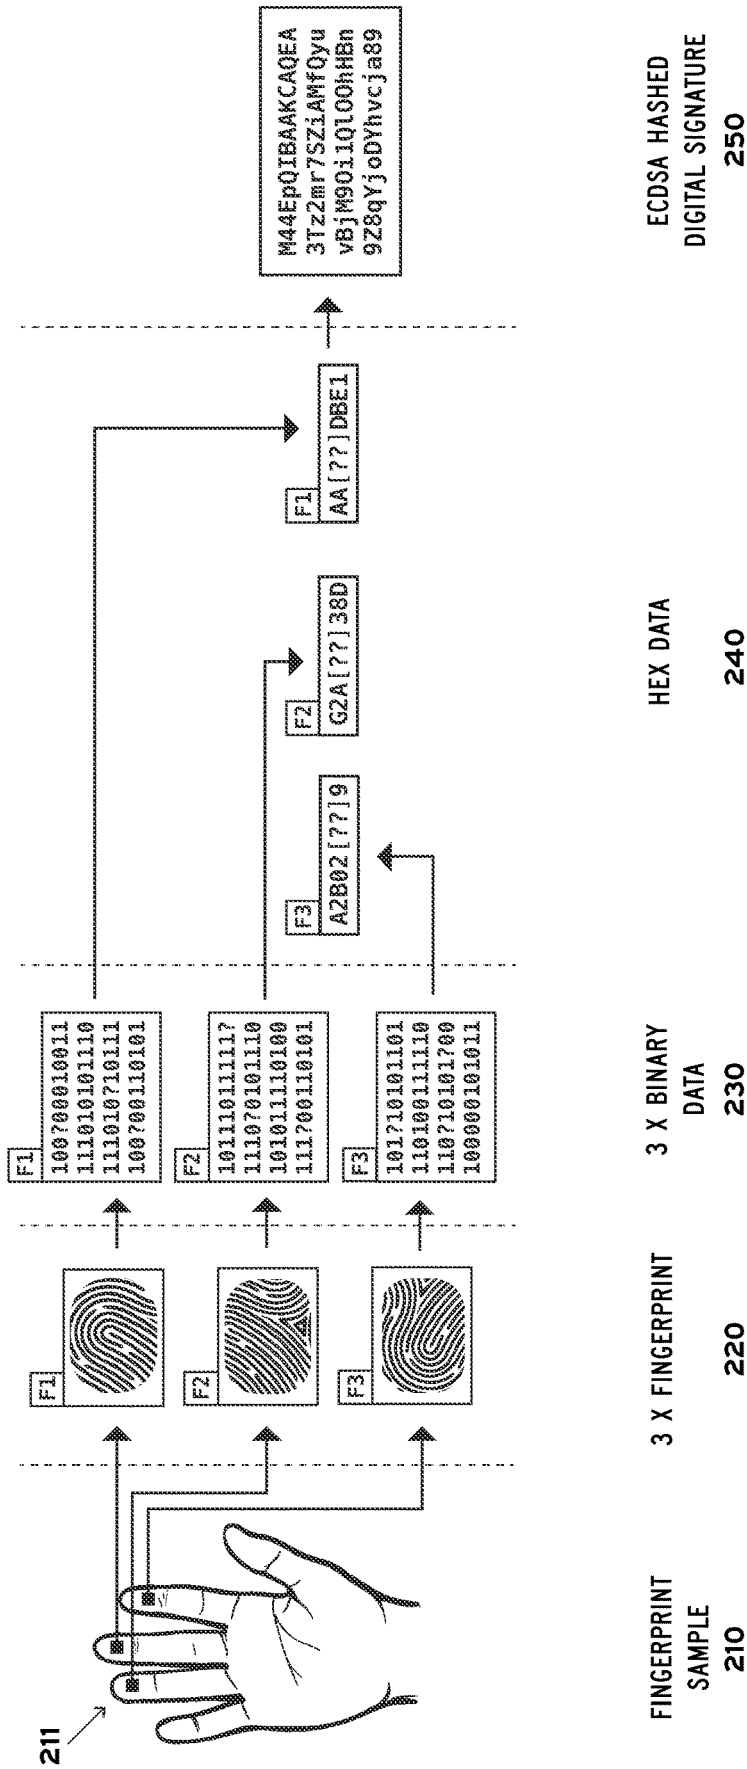 211
F1
F2
F3
F1
100?00010011
111010101110
111010?10111
100?00110101
F2
10111011111?
1110?0101110
101011110100
111?00110101
F3
101?10101101
110100111110
110?10101?00
100000101011
F3
A2B02[??]9
F2
G2A[??]38D
F1
AA[??]DBE1
M44EpQIBAAKCAQEA
3Tz2mr7SZiAMfQyu
vBjM9Oi1QlOOhHBn
9Z8qYjoDYhvcja89
FINGERPRINT
SAMPLE
210
3 X FINGERPRINT
220
3 X BINARY
DATA
230
HEX DATA
240
ECDSA HASHED
DIGITAL SIGNATURE
250